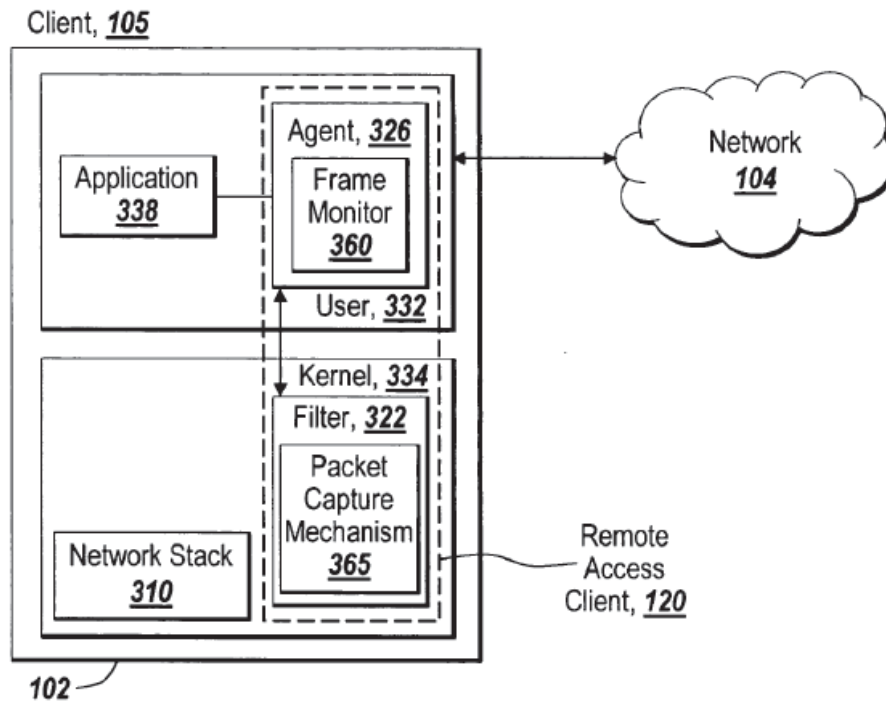 Client, 105
Application
338
Agent, 326
Frame
Monitor
360
User, 332
Network
104
Kernel, 334
Filter, 322
Packet
Capture
Mechanism
365
Network Stack
310
Remote
Access
Client, 120
102